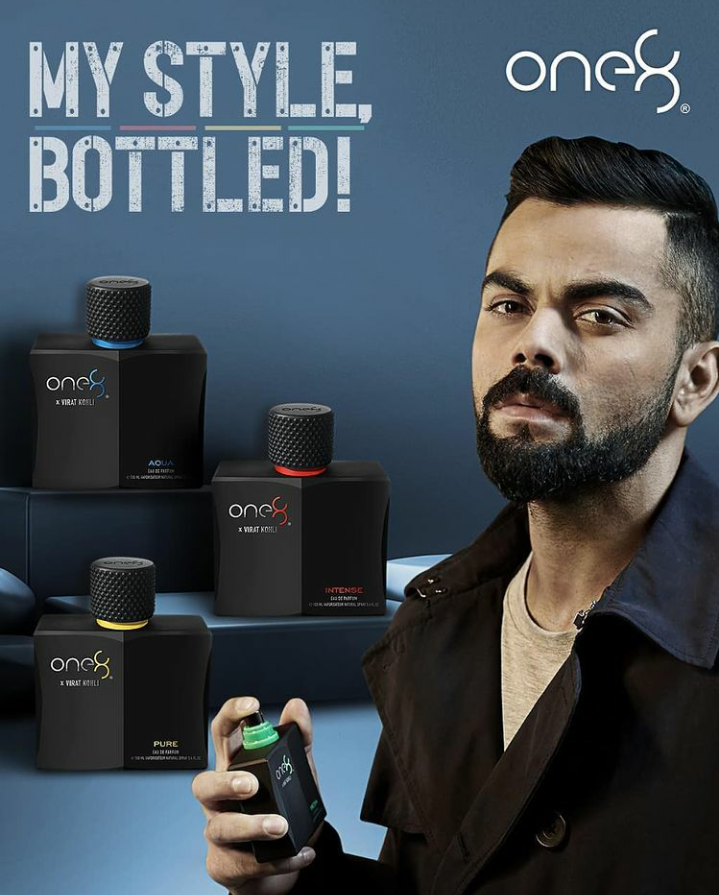 MY STYLE,
BOTTLED!
one8
®
one8
x VIRAT KOHLI
AQUA
EAU DE PARFUM
one8
x VIRAT KOHLI
INTENSE
EAU DE PARFUM
one8
x VIRAT KOHLI
PURE
EAU DE PARFUM
one8